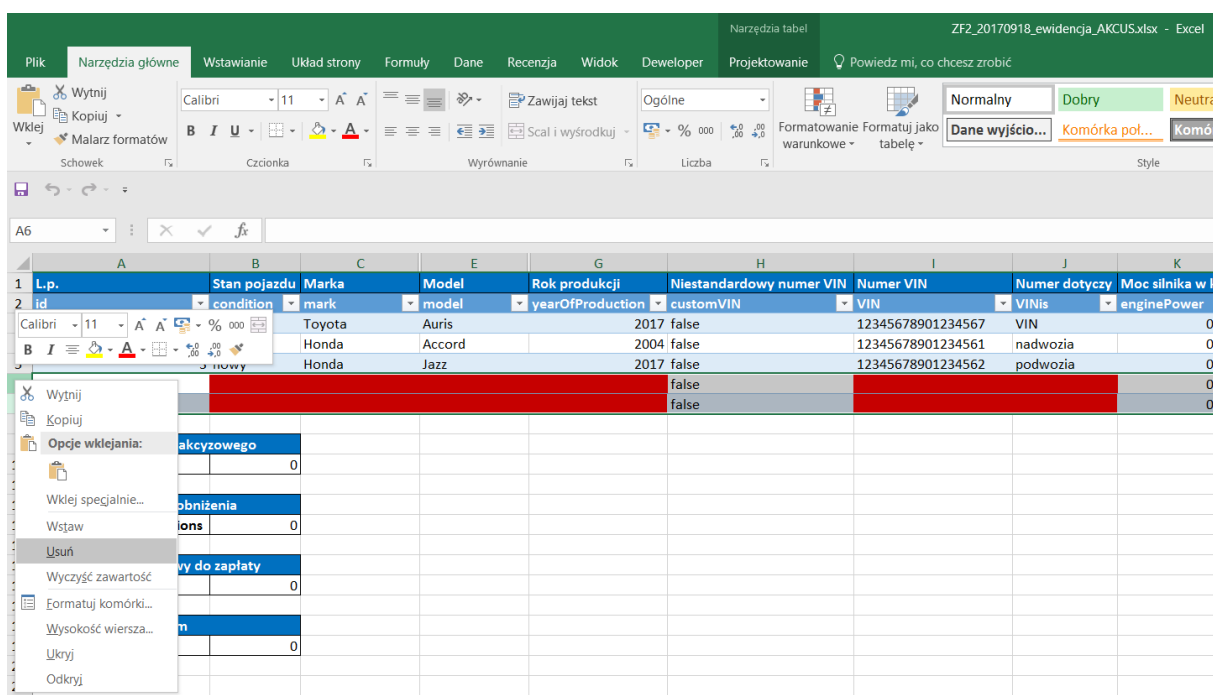 Narzędzia tabel ZF2_20170918_ewidencja_AKCUS.xlsx - Excel
Plik Narzędzia główne Wstawianie Układ strony Formuły Dane Recenzja Widok Deweloper Projektowanie Powiedz mi, co chcesz zrobić
Wklej Wytnij Kopiuj Malarz formatów
Calibri 11 A A Zawijaj tekst Ogólne
B I U A Scal i wyśrodkuj % 000 ,00 ,0
Formatowanie warunkowe Formatuj jako tabelę
Normalny Dobry
Dane wyjścio... Komórka poł...
Schowek Czcionka Wyrównanie Liczba Style
A6 fx
A B C E G H I J K
1 L.p. Stan pojazdu Marka Model Rok produkcji Niestandardowy numer VIN Numer VIN Numer dotyczy Moc silnika w
2 id condition mark model yearOfProduction customVIN VIN VINis enginePower
Calibri 11 A A % 000 Toyota Auris 2017 false 12345678901234567 VIN 0
B I A Honda Accord 2004 false 12345678901234561 nadwozia 0
Honda Jazz 2017 false 12345678901234562 podwozia 0
false 0
false 0
Wytnij
Kopiuj
Opcje wklejania: akcyzowego
0
Wklej specjalnie... obniżenia
Wstaw ions 0
Usuń
wy do zapłaty
Wyczyść zawartość 0
Formatuj komórki...
Wysokość wiersza... m
Ukryj 0
Odkryj